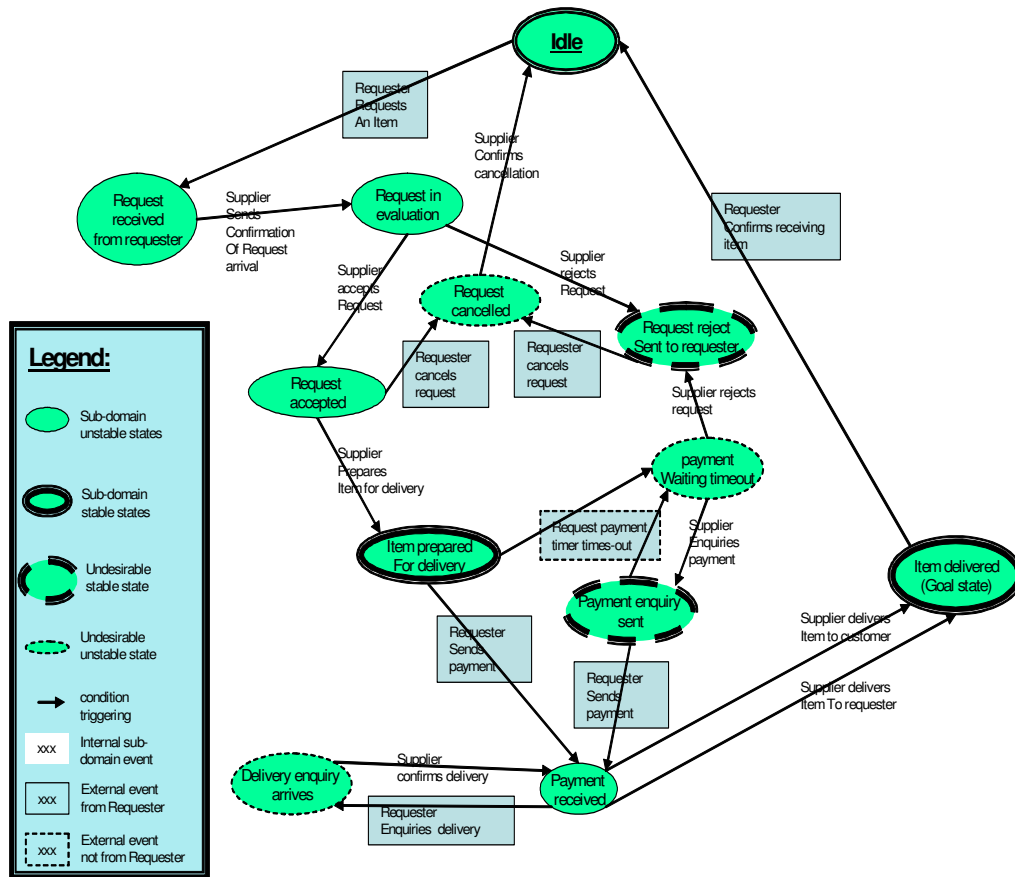 Idle
Requester
Requests
An Item
Supplier
Confirms
cancellation
Request
received
from requester
Supplier
Sends
Confirmation
Of Request
arrival
Request in
evaluation
Requester
Confirms receiving
item
Supplier
accepts
Request
Supplier
rejects
Request
Request
cancelled
Request reject
Sent to requester
Requester
cancels
request
Requester
cancels
request
Request
accepted
Supplier rejects
request
Supplier
Prepares
Item for delivery
payment
Waiting timeout
Request payment
timer times-out
Supplier
Enquiries
payment
Item prepared
For delivery
Item delivered
(Goal state)
Payment enquiry
sent
Supplier delivers
Item to customer
Requester
Sends
payment
Requester
Sends
payment
Supplier delivers
Item To requester
Supplier
confirms delivery
Delivery enquiry
arrives
Payment
received
Requester
Enquiries delivery
Legend:
Sub-domain
unstable states
Sub-domain
stable states
Undesirable
stable state
Undesirable
unstable state
condition
triggering
xxx
Internal sub-
domain event
xxx
External event
from Requester
xxx
External event
not from Requester